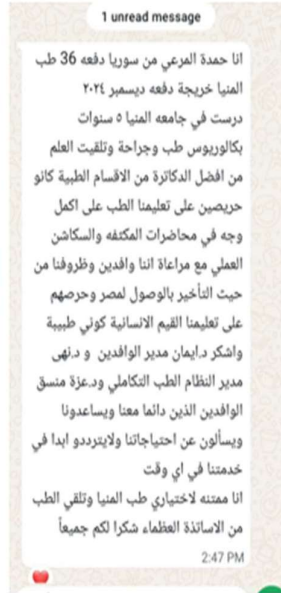 1 unread message
انا حمدة المرعي من سوريا دفعه 36 طب
المنيا خريجة دفعه ديسمبر ٢٠٢٤
درست في جامعه المنيا ٥ سنوات
بكالوريوس طب وجراحة وتلقيت العلم
من افضل الدكاترة من الاقسام الطبية كانو
حريصين على تعليمنا الطب على اكمل
وجه في محاضرات المكثفه والسكاشن
العملي مع مراعاة اننا وافدين وظروفنا من
حيث التأخير بالوصول لمصر وحرصهم
على تعليمنا القيم الانسانية كوني طبيبة
واشكر د.ايمان مدير الوافدين و د.نهى
مدير النظام الطب التكاملي ود.عزة منسق
الوافدين الذين دائما معنا ويساعدونا
ويسألون عن احتياجاتنا ولايترددو ابدا في
خدمتنا في اي وقت
انا ممتنه لاختياري طب المنيا وتلقي الطب
من الاساتذة العظماء شكرا لكم جميعاً
2:47 PM